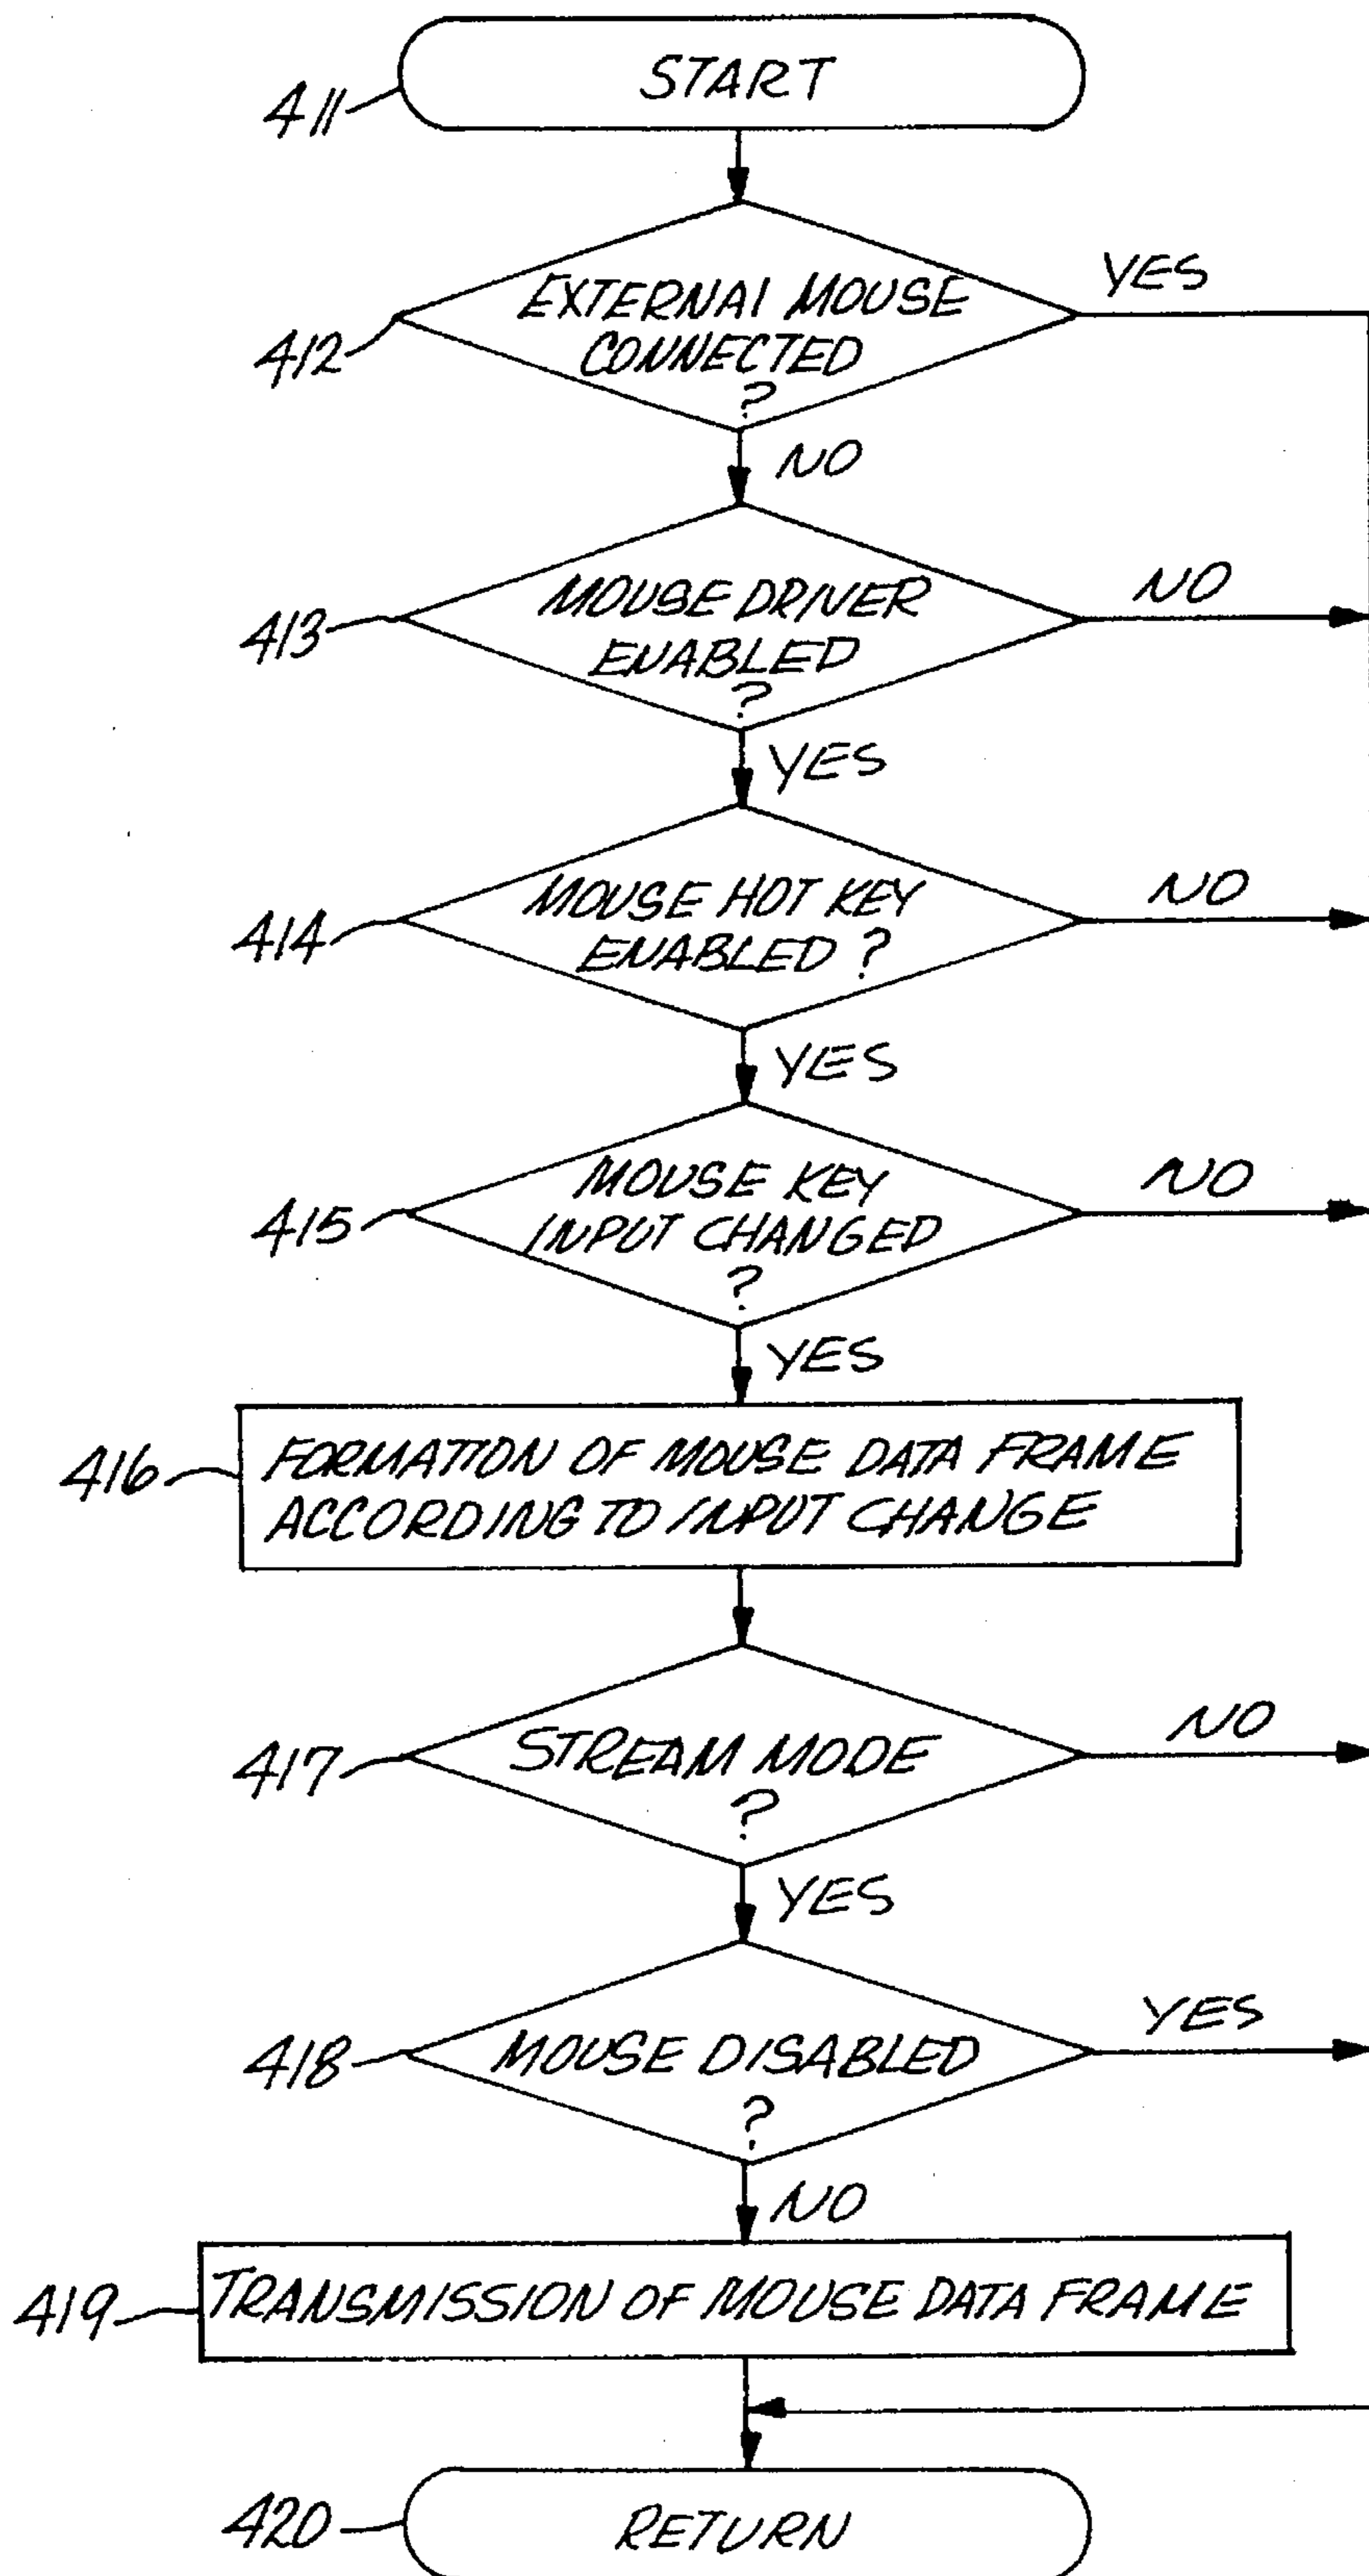 START
411
EXTERNAL MOUSE
CONNECTED
?
YES
412
NO
MOUSE DRIVER
ENABLED
?
NO
413
YES
MOUSE HOT KEY
ENABLED ?
NO
414
YES
MOUSE KEY
INPUT CHANGED
?
NO
415
YES
416
FORMATION OF MOUSE DATA FRAME
ACCORDING TO INPUT CHANGE
STREAM MODE
?
NO
417
YES
MOUSE DISABLED
?
YES
418
NO
419
TRANSMISSION OF MOUSE DATA FRAME
420
RETURN